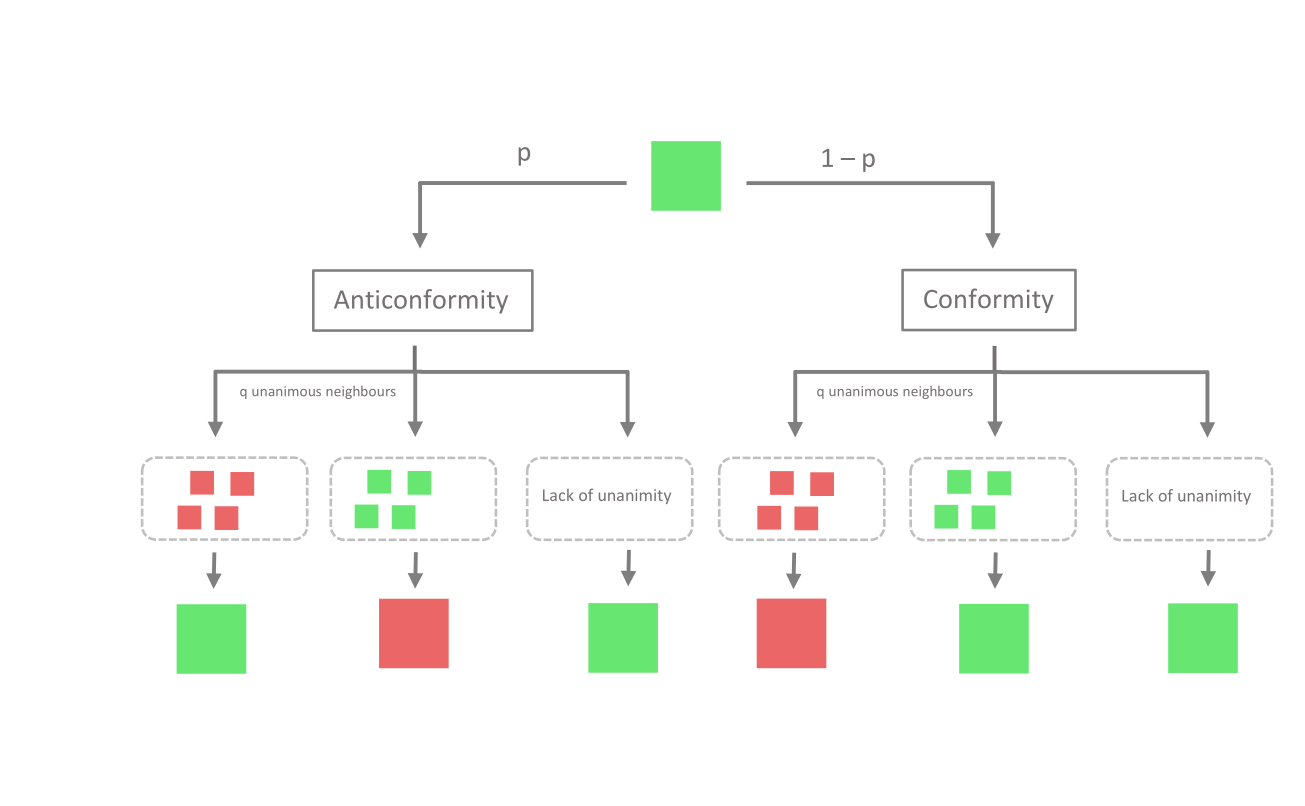 p
1 – p
Anticonformity
Conformity
q unanimous neighbours
q unanimous neighbours
Lack of unanimity
Lack of unanimity